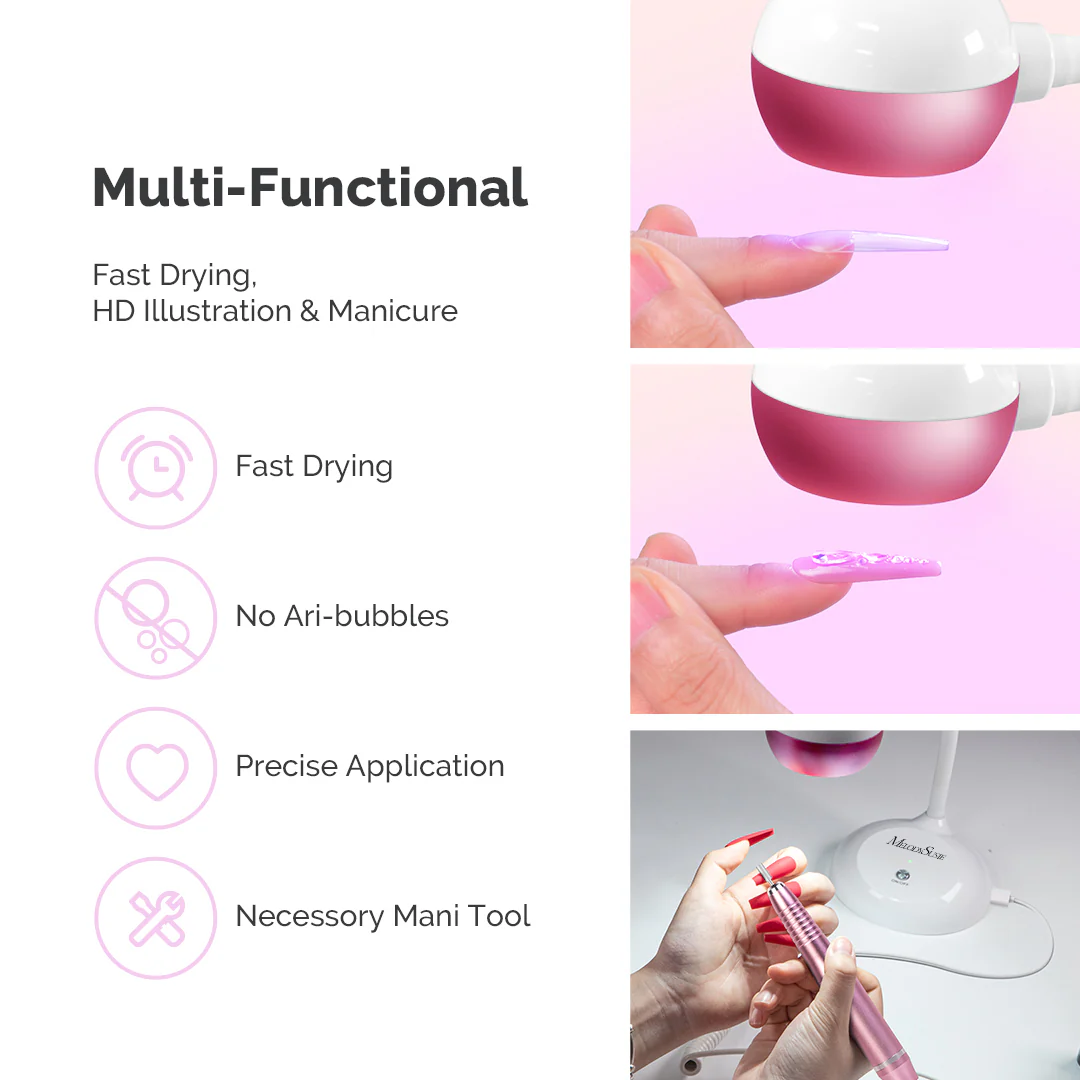 Multi-Functional
Fast Drying,
HD Illustration & Manicure
Fast Drying
No Ari-bubbles
Precise Application
Necessory Mani Tool
MELODYSUSIE